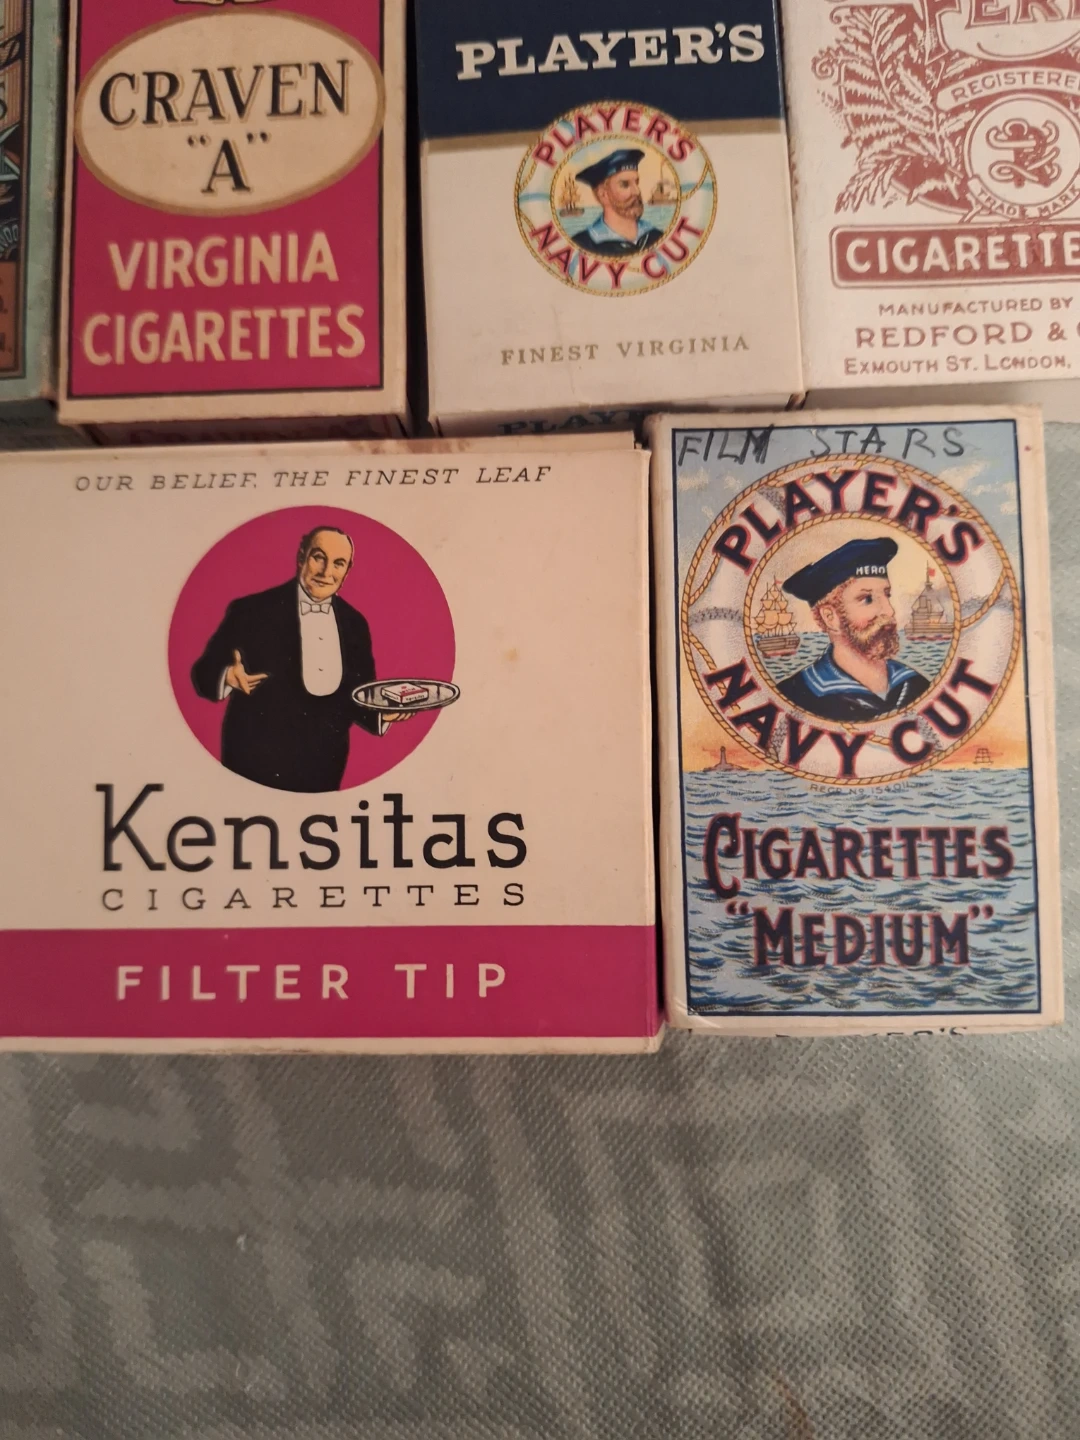 CRAVEN
"A"
VIRGINIA
CIGARETTES
PLAYER'S
PLAYER'S
NAVY CUT
FINEST VIRGINIA
REGISTERED
TRADE MARK
CIGARETTE
MANUFACTURED BY
REDFORD &
EXMOUTH ST. LONDON,
OUR BELIEF, THE FINEST LEAF
Kensitas
CIGARETTES
FILTER TIP
FILM STARS
PLAYER'S
HERO
NAVY CUT
CIGARETTES
"MEDIUM"